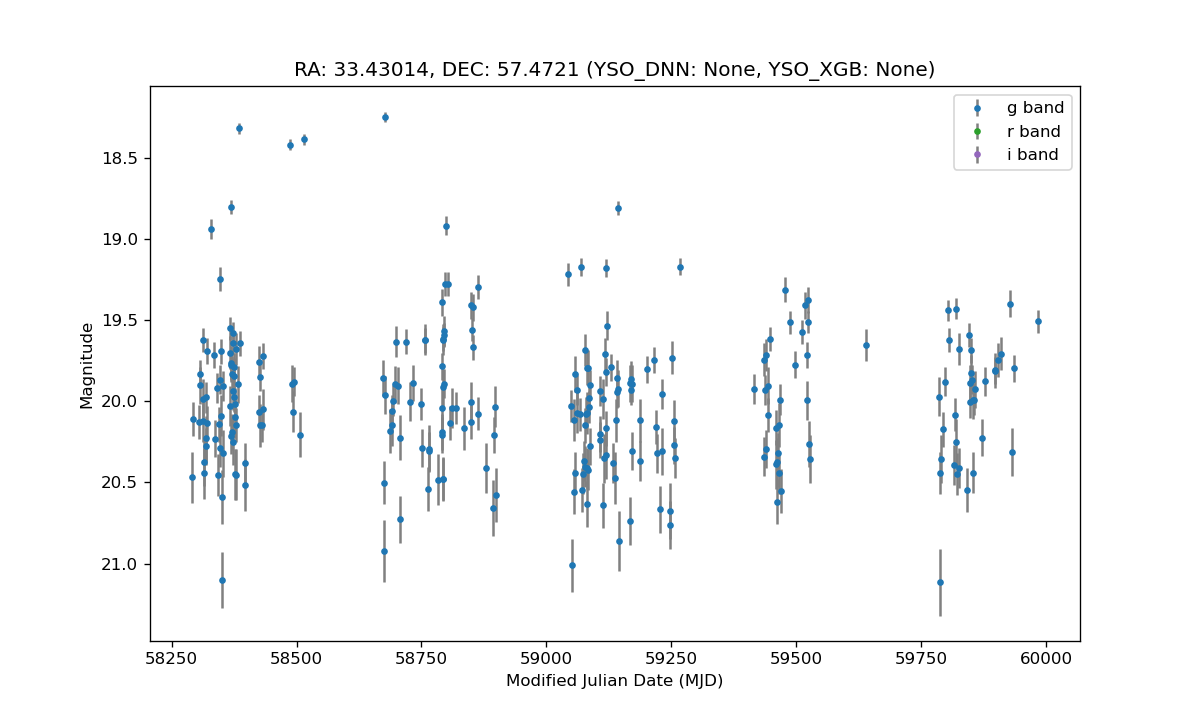 RA: 33.43014, DEC: 57.4721 (YSO_DNN: None, YSO_XGB: None)
g band
r band
i band
18.5
19.0
19.5
20.0
20.5
21.0
Magnitude
58250 58500 58750 59000 59250 59500 59750 60000
Modified Julian Date (MJD)